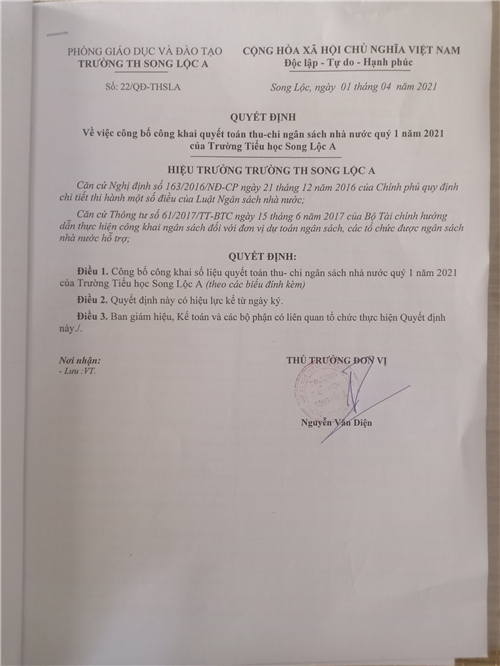 PHÒNG GIÁO DỤC VÀ ĐÀO TẠO
TRƯỜNG TH SONG LỘC A
CỘNG HÒA XÃ HỘI CHỦ NGHĨA VIỆT NAM
Độc lập - Tự do - Hạnh phúc
Số: 22/QĐ-THSLA
Song Lộc, ngày 01 tháng 04 năm 2021
QUYẾT ĐỊNH
Về việc công bố công khai quyết toán thu-chi ngân sách nhà nước quý 1 năm 2021
của Trường Tiểu học Song Lộc A
HIỆU TRƯỞNG TRƯỜNG TH SONG LỘC A
Căn cứ Nghị định số 163/2016/NĐ-CP ngày 21 tháng 12 năm 2016 của Chính phủ quy định
chi tiết thi hành một số điều của Luật Ngân sách nhà nước;
Căn cứ Thông tư số 61/2017/TT-BTC ngày 15 tháng 6 năm 2017 của Bộ Tài chính hướng
dẫn thực hiện công khai ngân sách đối với đơn vị dự toán ngân sách, các tổ chức được ngân sách
nhà nước hỗ trợ;
QUYẾT ĐỊNH:
Điều 1. Công bố công khai số liệu quyết toán thu- chi ngân sách nhà nước quý 1 năm 2021
của Trường Tiểu học Song Lộc A (theo các biểu đính kèm)
Điều 2. Quyết định này có hiệu lực kể từ ngày ký.
Điều 3. Ban giám hiệu, Kế toán và các bộ phận có liên quan tổ chức thực hiện Quyết định
này./.
Nơi nhận:
- Lưu :VT.
THỦ TRƯỞNG ĐƠN VỊ
Nguyễn Văn Diện